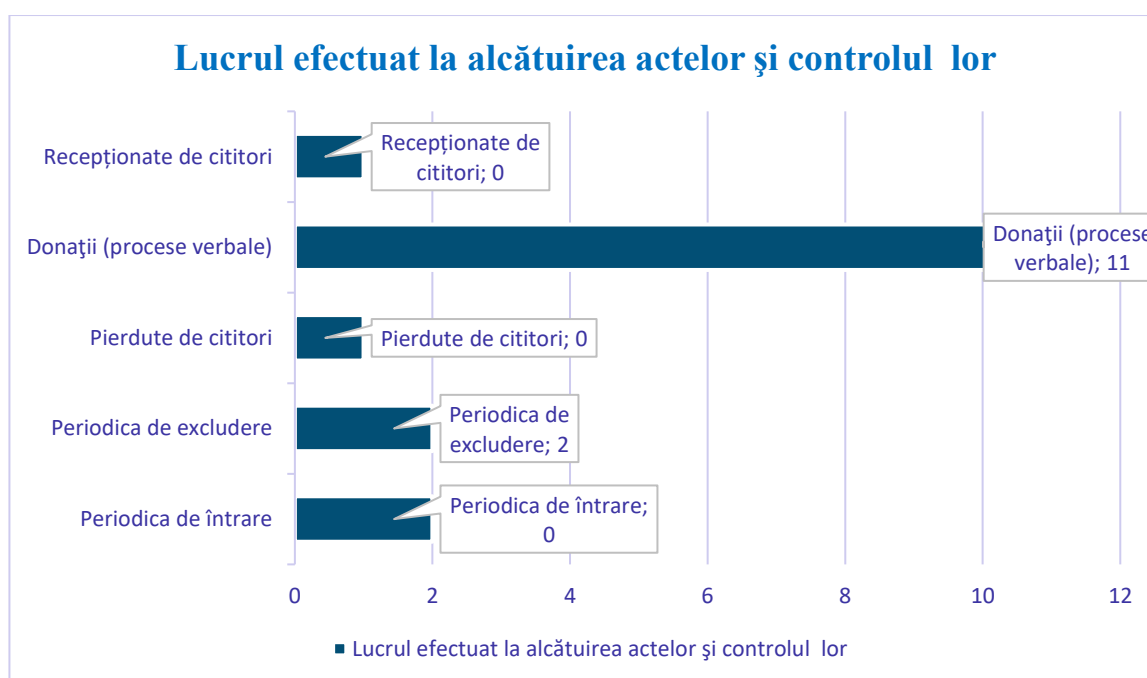 Lucrul efectuat la alcătuirea actelor şi controlul lor
Recepționate de cititori
Recepționate de
cititori; 0
Donaţii (procese verbale)
Donaţii (procese
verbale); 11
Pierdute de cititori
Pierdute de cititori; 0
Periodica de excludere
Periodica de
excludere; 2
Periodica de întrare
Periodica de întrare;
0
0 2 4 6 8 10 12
Lucrul efectuat la alcătuirea actelor şi controlul lor